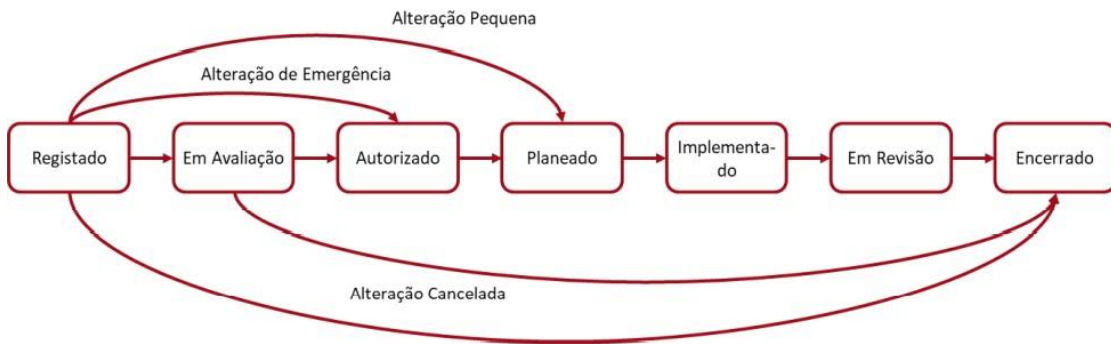 Alteração Pequena
Alteração de Emergência
Registado
Em Avaliação
Autorizado
Planeado
Implementa-
do
Em Revisão
Encerrado
Alteração Cancelada